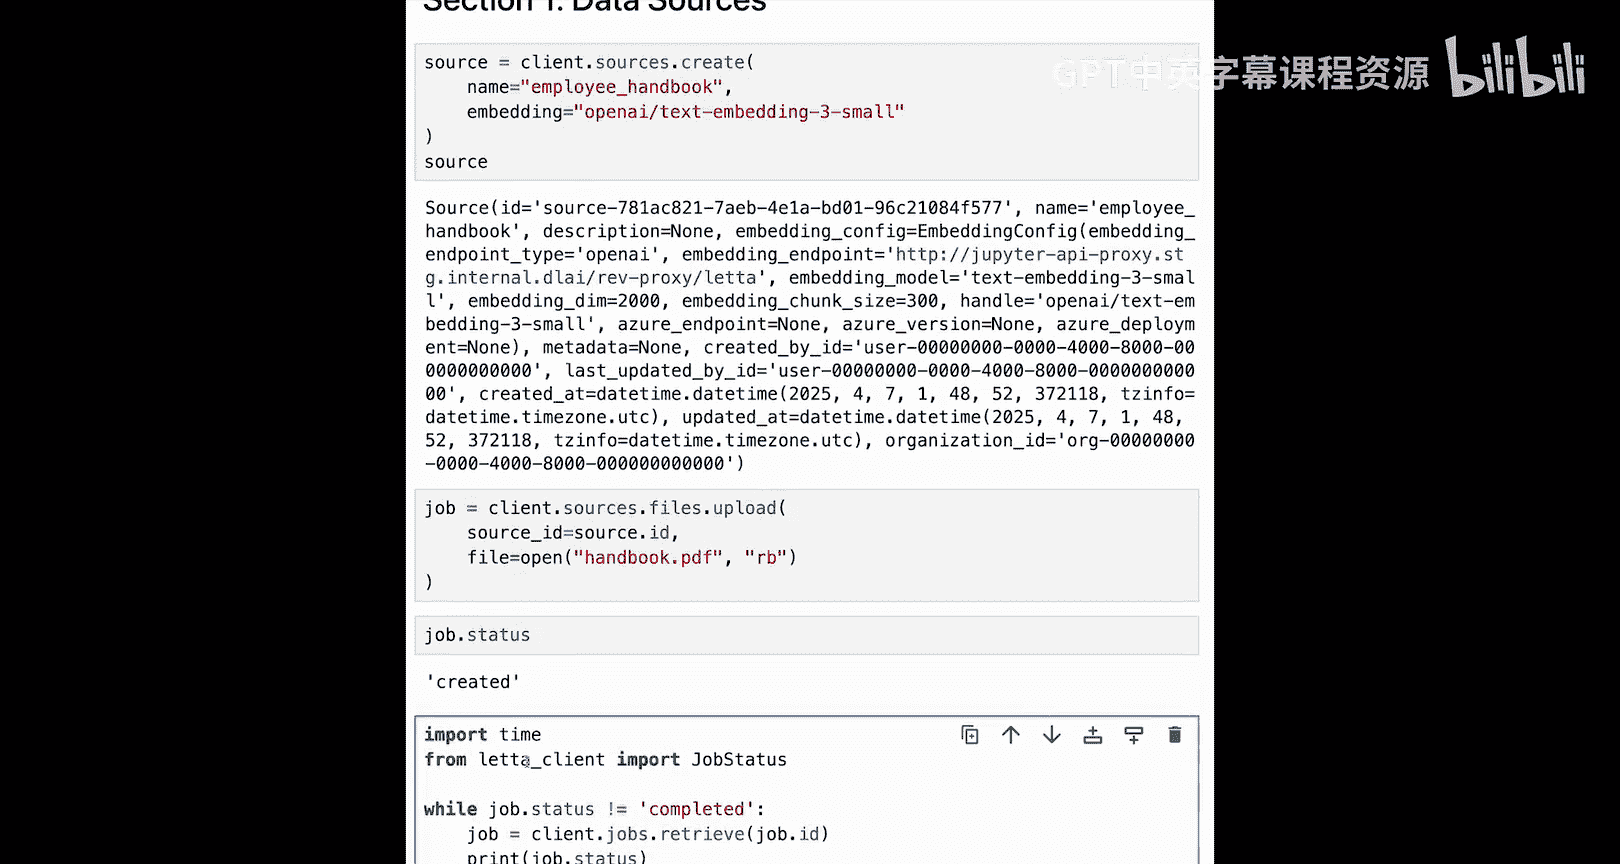 Section 1: Data Sources
GPT中英字幕课程资源
bilibili
source = client.sources.create(
    name="employee_handbook",
    embedding="openai/text-embedding-3-small"
)
source
Source(id='source-781ac821-7aeb-4e1a-bd01-96c21084f577', name='employee_
handbook', description=None, embedding_config=EmbeddingConfig(embedding_
endpoint_type='openai', embedding_endpoint='http://jupyter-api-proxy.st
g.internal.dlai/rev-proxy/letta', embedding_model='text-embedding-3-smal
l', embedding_dim=2000, embedding_chunk_size=300, handle='openai/text-em
bedding-3-small', azure_endpoint=None, azure_version=None, azure_deploym
ent=None), metadata=None, created_by_id='user-00000000-0000-4000-8000-00
0000000000', last_updated_by_id='user-00000000-0000-4000-8000-0000000000
00', created_at=datetime.datetime(2025, 4, 7, 1, 48, 52, 372118, tzinfo=
datetime.timezone.utc), updated_at=datetime.datetime(2025, 4, 7, 1, 48,
52, 372118, tzinfo=datetime.timezone.utc), organization_id='org-00000000
-0000-4000-8000-000000000000')
job = client.sources.files.upload(
    source_id=source.id,
    file=open("handbook.pdf", "rb")
)
job.status
'created'
import time
from letta_client import JobStatus
while job.status != 'completed':
    job = client.jobs.retrieve(job.id)
    print(job.status)